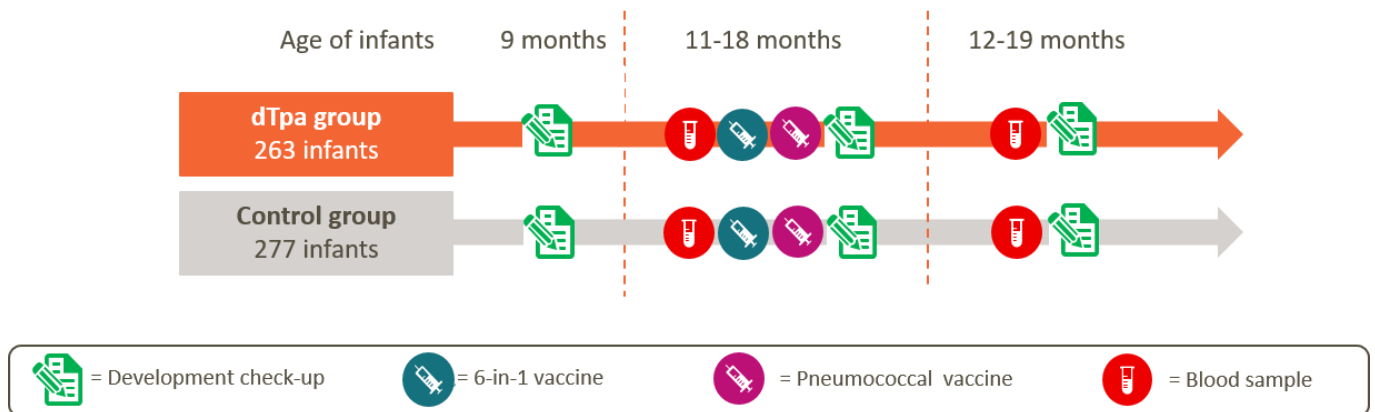 Age of infants 9 months 11-18 months 12-19 months
dTpa group
263 infants
Control group
277 infants
= Development check-up = 6-in-1 vaccine = Pneumococcal vaccine = Blood sample